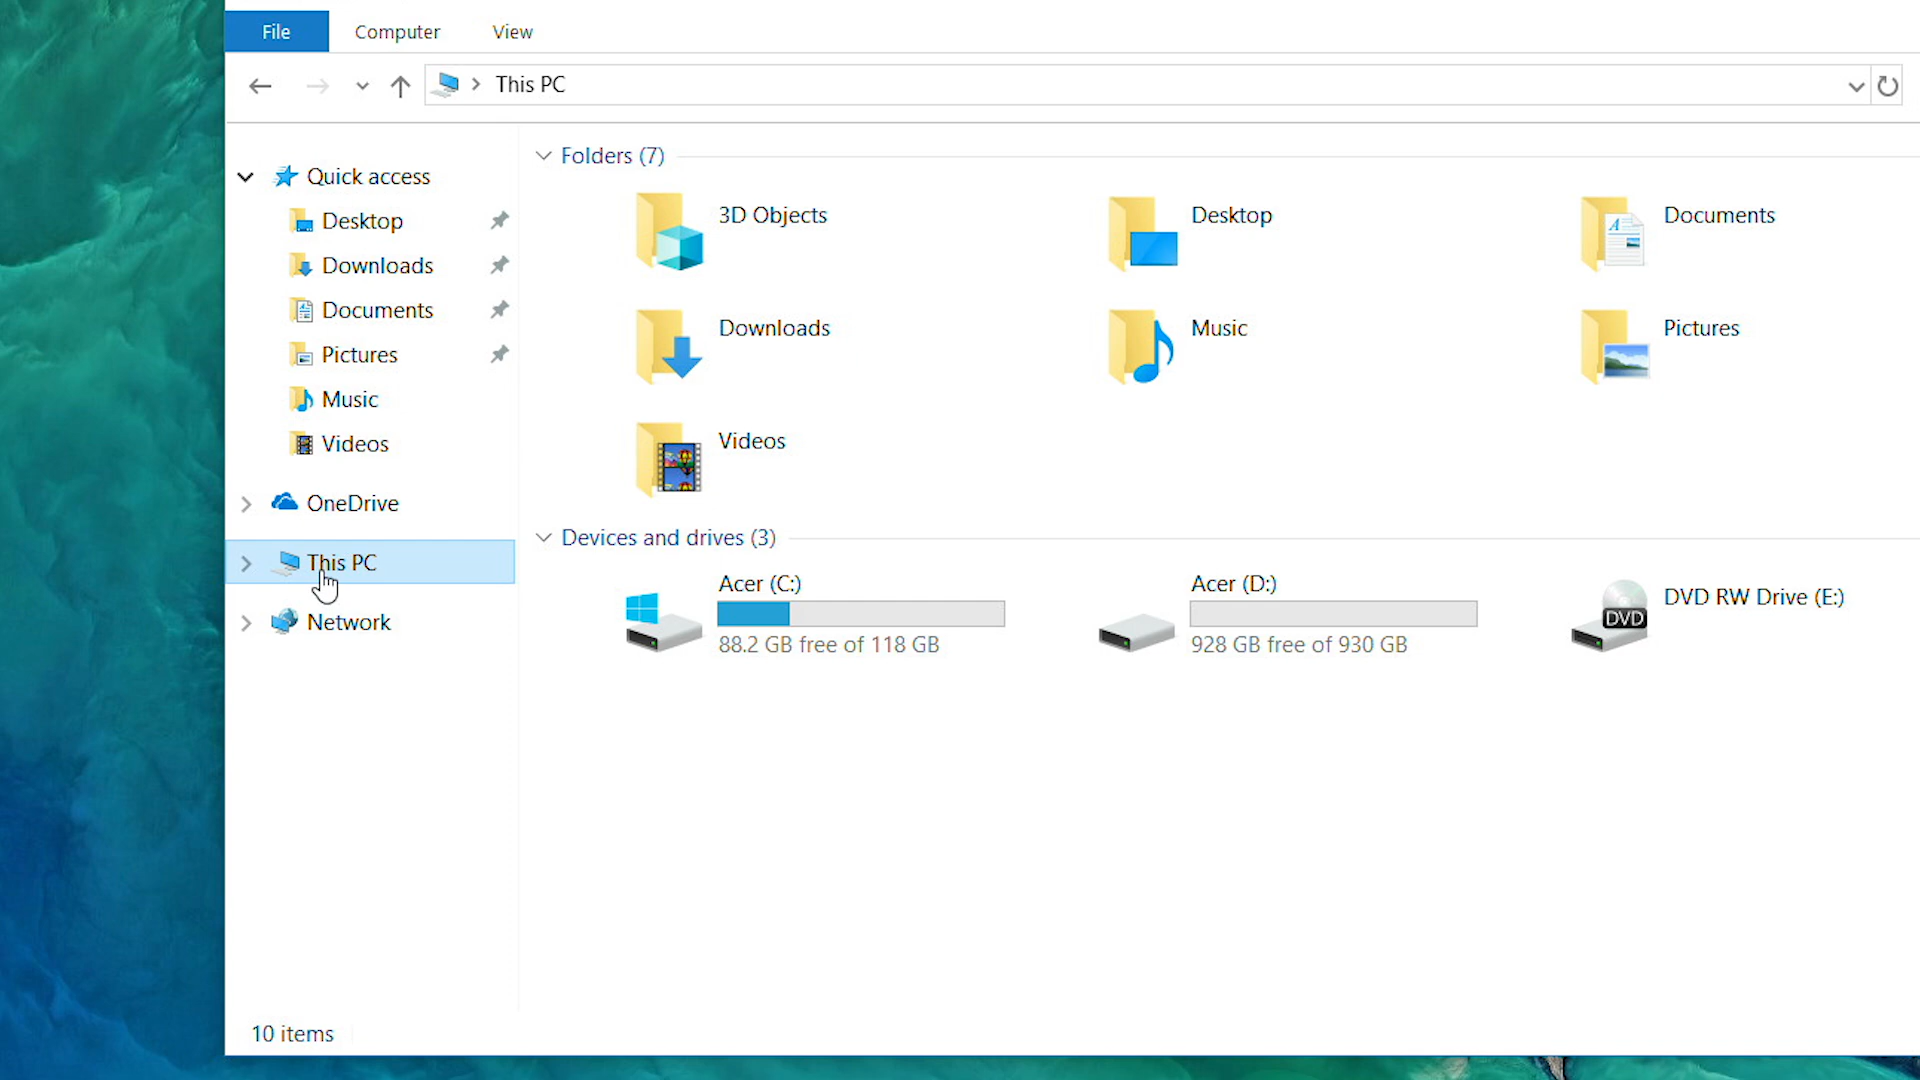 File
Computer
View
This PC
Quick access
Desktop
Downloads
Documents
Pictures
Music
Videos
OneDrive
This PC
Network
Folders (7)
3D Objects
Desktop
Documents
Downloads
Music
Pictures
Videos
Devices and drives (3)
Acer (C:)
88.2 GB free of 118 GB
Acer (D:)
928 GB free of 930 GB
DVD
DVD RW Drive (E:)
10 items